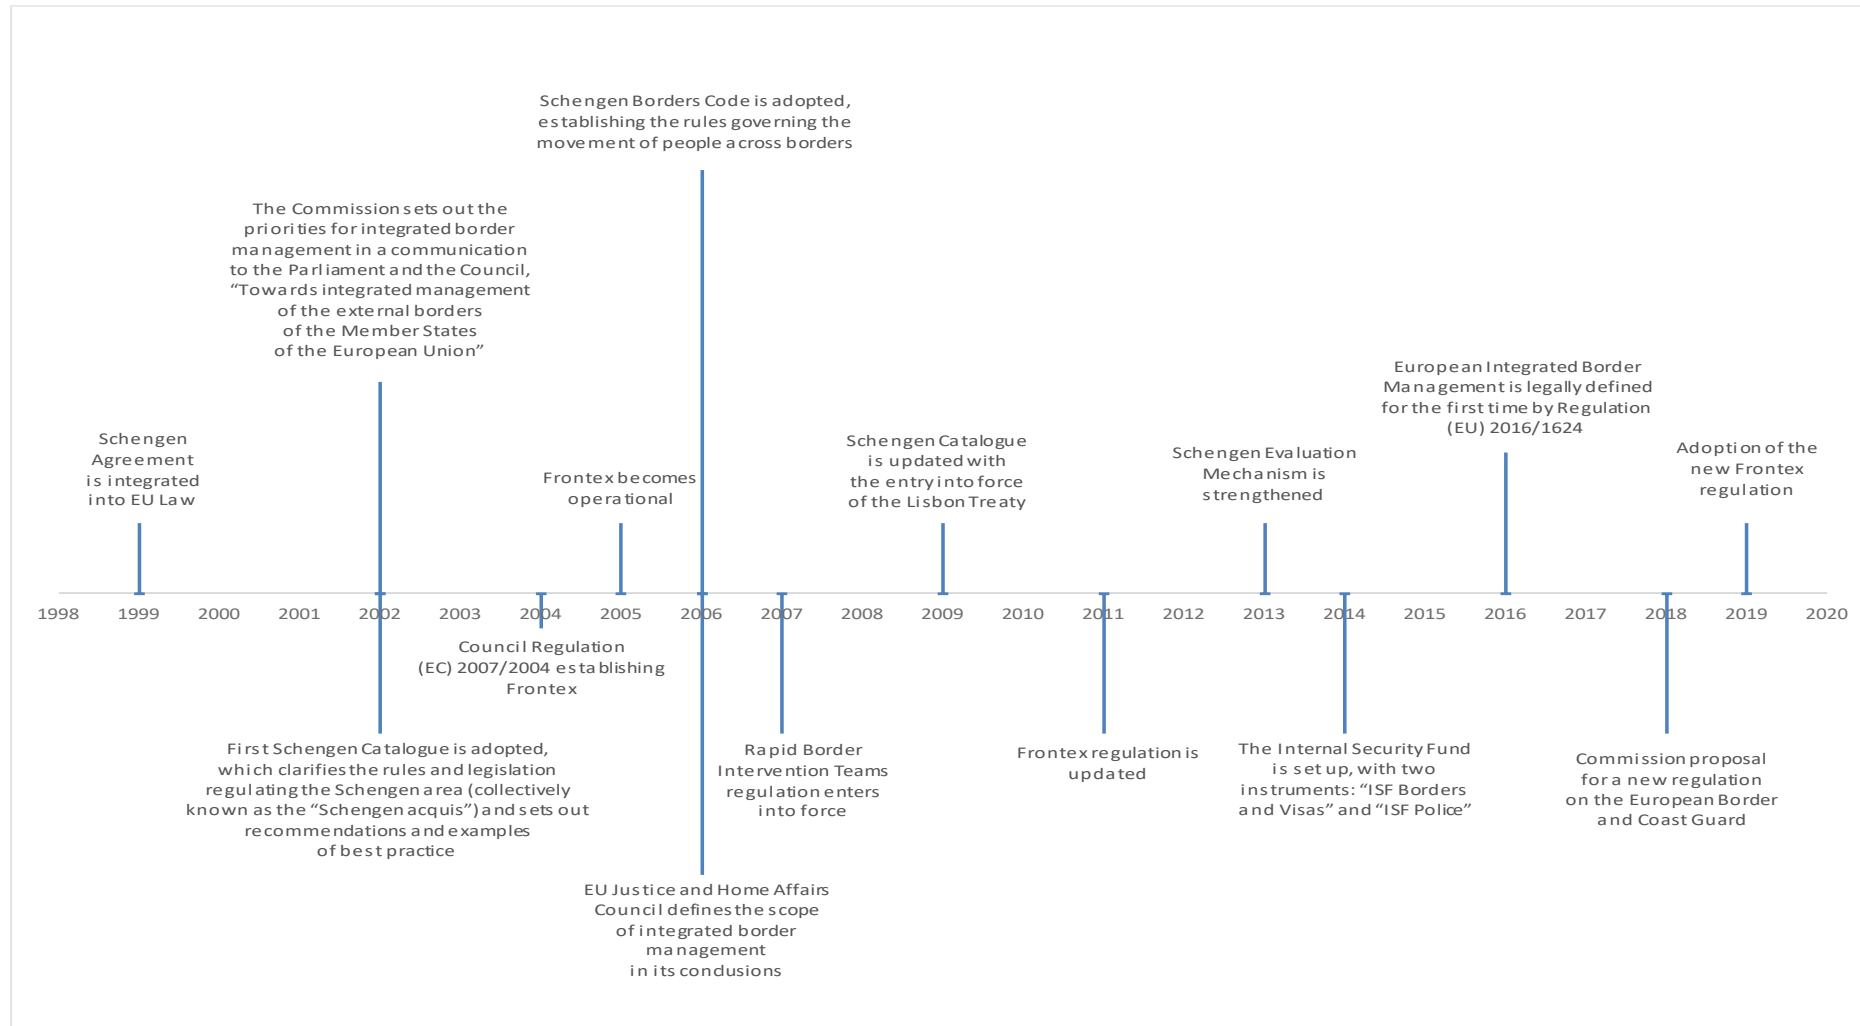 Schengen Borders Code is adopted,
establishing the rules governing the
movement of people across borders
The Commission sets out the
priorities for integrated border
management in a communication
to the Parliament and the Council,
“Towards integrated management
of the external borders
of the Member States
of the European Union”
Schengen
Agreement
is integrated
into EU Law
Frontex becomes
operational
Schengen Catalogue
is updated with
the entry into force
of the Lisbon Treaty
Schengen Evaluation
Mechanism is
strengthened
European Integrated Border
Management is legally defined
for the first time by Regulation
(EU) 2016/1624
Adoption of the
new Frontex
regulation
1998 1999 2000 2001 2002 2003 2004 2005 2006 2007 2008 2009 2010 2011 2012 2013 2014 2015 2016 2017 2018 2019 2020
Council Regulation
(EC) 2007/2004 establishing
Frontex
First Schengen Catalogue is adopted,
which clarifies the rules and legislation
regulating the Schengen area (collectively
known as the “Schengen acquis”) and sets out
recommendations and examples
of best practice
EU Justice and Home Affairs
Council defines the scope
of integrated border
management
in its conclusions
Rapid Border
Intervention Teams
regulation enters
into force
Frontex regulation is
updated
The Internal Security Fund
is set up, with two
instruments: “ISF Borders
and Visas” and “ISF Police”
Commission proposal
for a new regulation
on the European Border
and Coast Guard